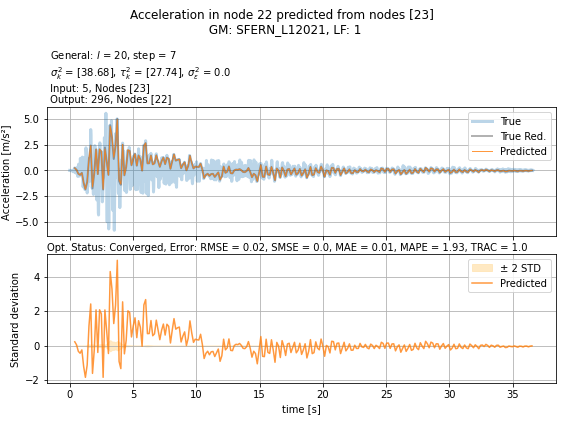 Acceleration in node 22 predicted from nodes [23]
GM: SFERN_L12021, LF: 1
General: l = 20, step = 7
σ_k² = [38.68], τ_k² = [27.74], σ_ε² = 0.0
Input: 5, Nodes [23]
Output: 296, Nodes [22]
Acceleration [m/s²]
5.0
2.5
0.0
−2.5
−5.0
True
True Red.
Predicted
Opt. Status: Converged, Error: RMSE = 0.02, SMSE = 0.0, MAE = 0.01, MAPE = 1.93, TRAC = 1.0
Standard deviation
4
2
0
−2
± 2 STD
Predicted
0 5 10 15 20 25 30 35
time [s]